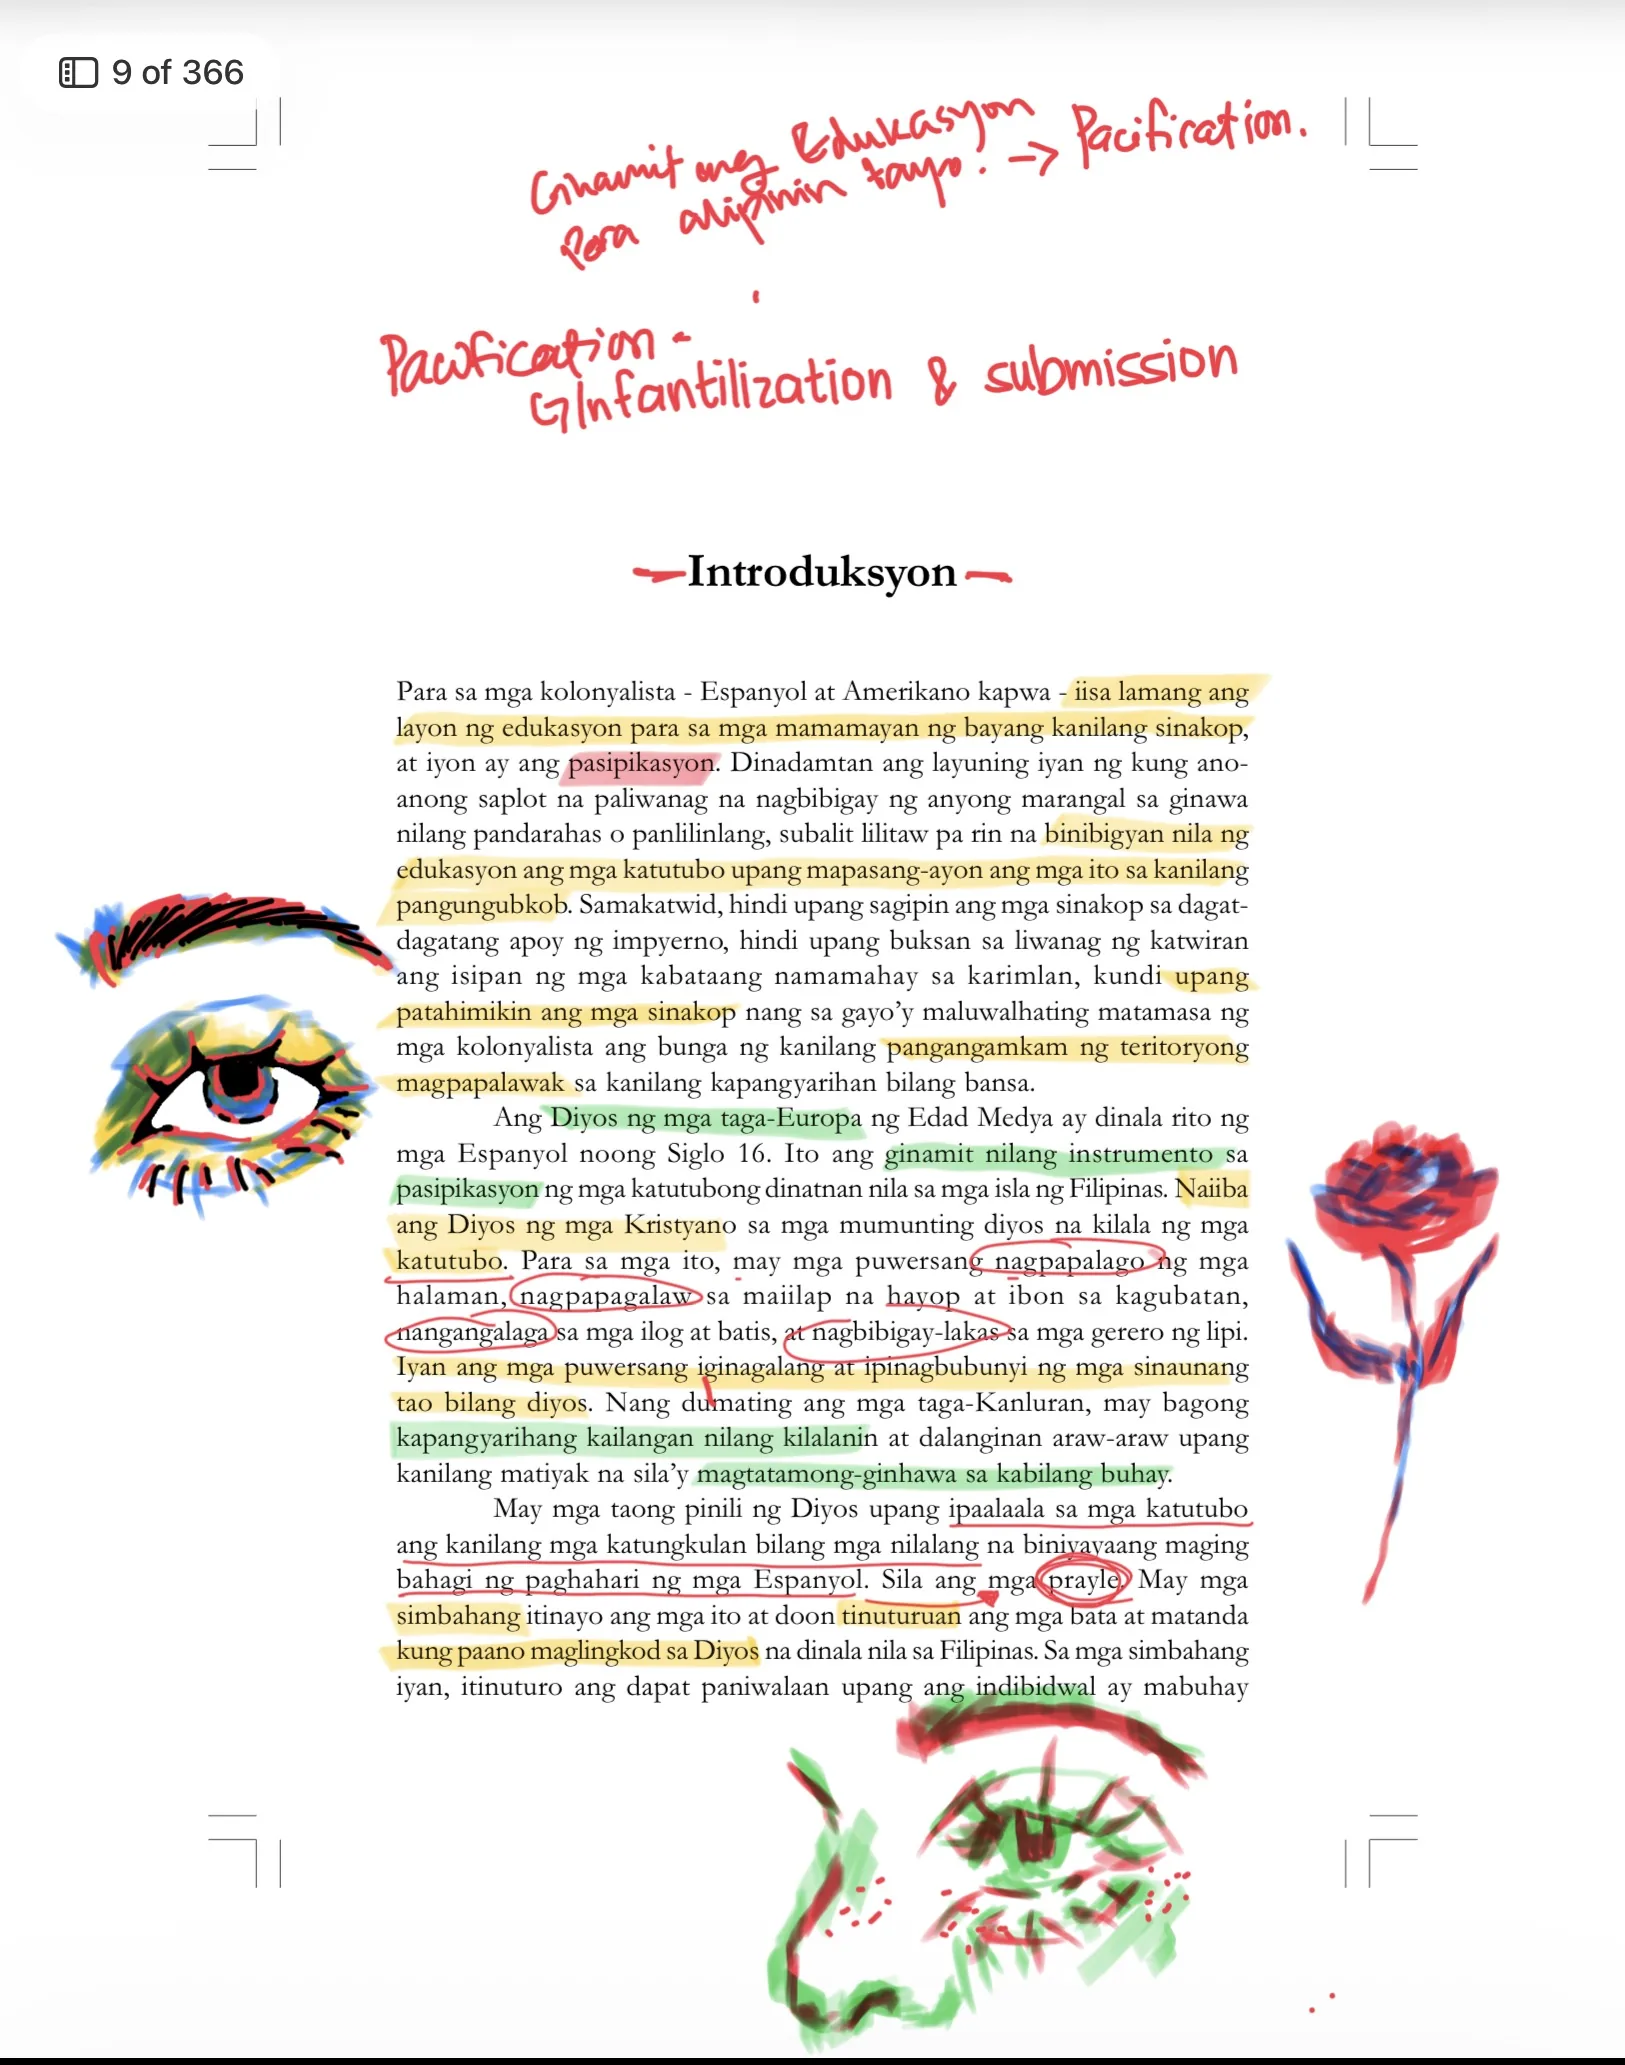 9 of 366
Ginamit ang Edukasyon
para alipinin tayo! → Pacification.
Pacification -
Infantilization & submission
Introduksyon
Para sa mga kolonyalista - Espanyol at Amerikano kapwa - iisa lamang ang
layon ng edukasyon para sa mga mamamayan ng bayang kanilang sinakop,
at iyon ay ang pasipikasyon. Dinadamtan ang layuning iyan ng kung ano-
anong saplot na paliwanag na nagbibigay ng anyong marangal sa ginawa
nilang pandarahas o panlilinlang, subalit lilitaw pa rin na binibigyan nila ng
edukasyon ang mga katutubo upang mapasang-ayon ang mga ito sa kanilang
pangungubkob. Samakatwid, hindi upang sagipin ang mga sinakop sa dagat-
dagatang apoy ng impyerno, hindi upang buksan sa liwanag ng katwiran
ang isipan ng mga kabataang namamahay sa karimlan, kundi upang
patahimikin ang mga sinakop nang sa gayo’y maluwalhating matamasa ng
mga kolonyalista ang bunga ng kanilang pangangamkam ng teritoryong
magpapalawak sa kanilang kapangyarihan bilang bansa.
Ang Diyos ng mga taga-Europa ng Edad Medya ay dinala rito ng
mga Espanyol noong Siglo 16. Ito ang ginamit nilang instrumento sa
pasipikasyon ng mga katutubong dinatnan nila sa mga isla ng Filipinas. Naiiba
ang Diyos ng mga Kristyano sa mga mumunting diyos na kilala ng mga
katutubo. Para sa mga ito, may mga puwersang nagpapalago ng mga
halaman, nagpapagalaw sa maiilap na hayop at ibon sa kagubatan,
nangangalaga sa mga ilog at batis, at nagbibigay-lakas sa mga gerero ng lipi.
Iyan ang mga puwersang iginagalang at ipinagbubunyi ng mga sinaunang
tao bilang diyos. Nang dumating ang mga taga-Kanluran, may bagong
kapangyarihang kailangan nilang kilalanin at dalanginan araw-araw upang
kanilang matiyak na sila’y magtatamong-ginhawa sa kabilang buhay.
May mga taong pinili ng Diyos upang ipaalaala sa mga katutubo
ang kanilang mga katungkulan bilang mga nilalang na biniyayaang maging
bahagi ng paghahari ng mga Espanyol. Sila ang mga prayle. May mga
simbahang itinayo ang mga ito at doon tinuturuan ang mga bata at matanda
kung paano maglingkod sa Diyos na dinala nila sa Filipinas. Sa mga simbahang
iyan, itinuturo ang dapat paniwalaan upang ang indibidwal ay mabuhay